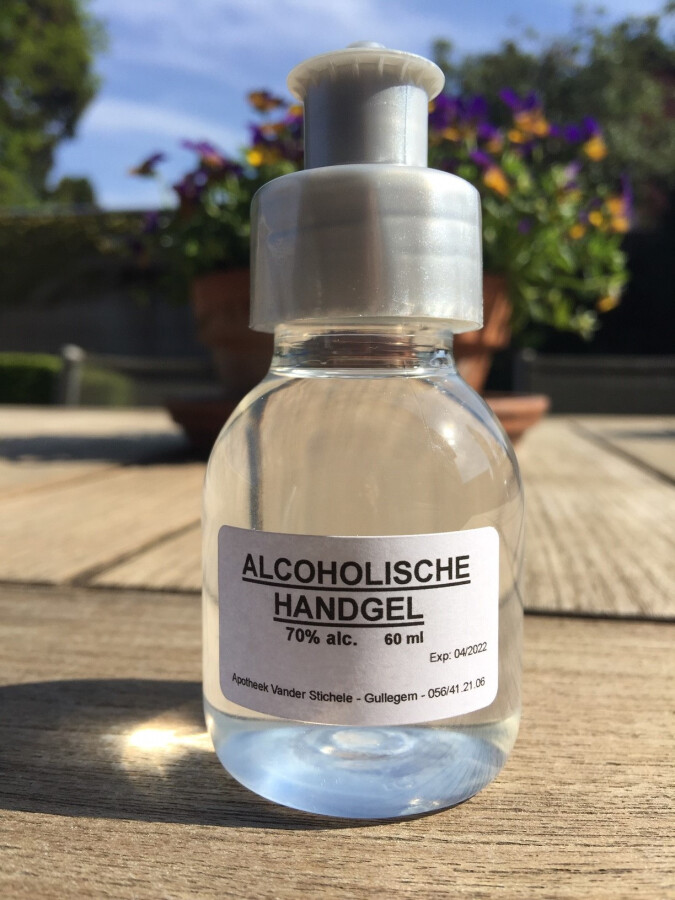 ALCOHOLISCHE
HANDGEL
70% alc. 60 ml
Exp: 04/2022
Apotheek Vander Stichele - Gullegem - 056/41.21.06